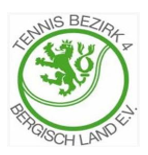 TENNIS BEZIRK 4
BERGISCH LAND E.V.